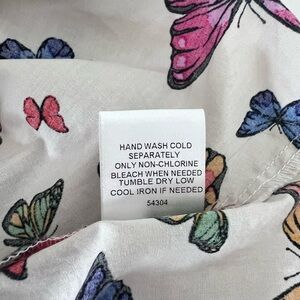 HAND WASH COLD
SEPARATELY
ONLY NON-CHLORINE
BLEACH WHEN NEEDED
TUMBLE DRY LOW
COOL IRON IF NEEDED
54304